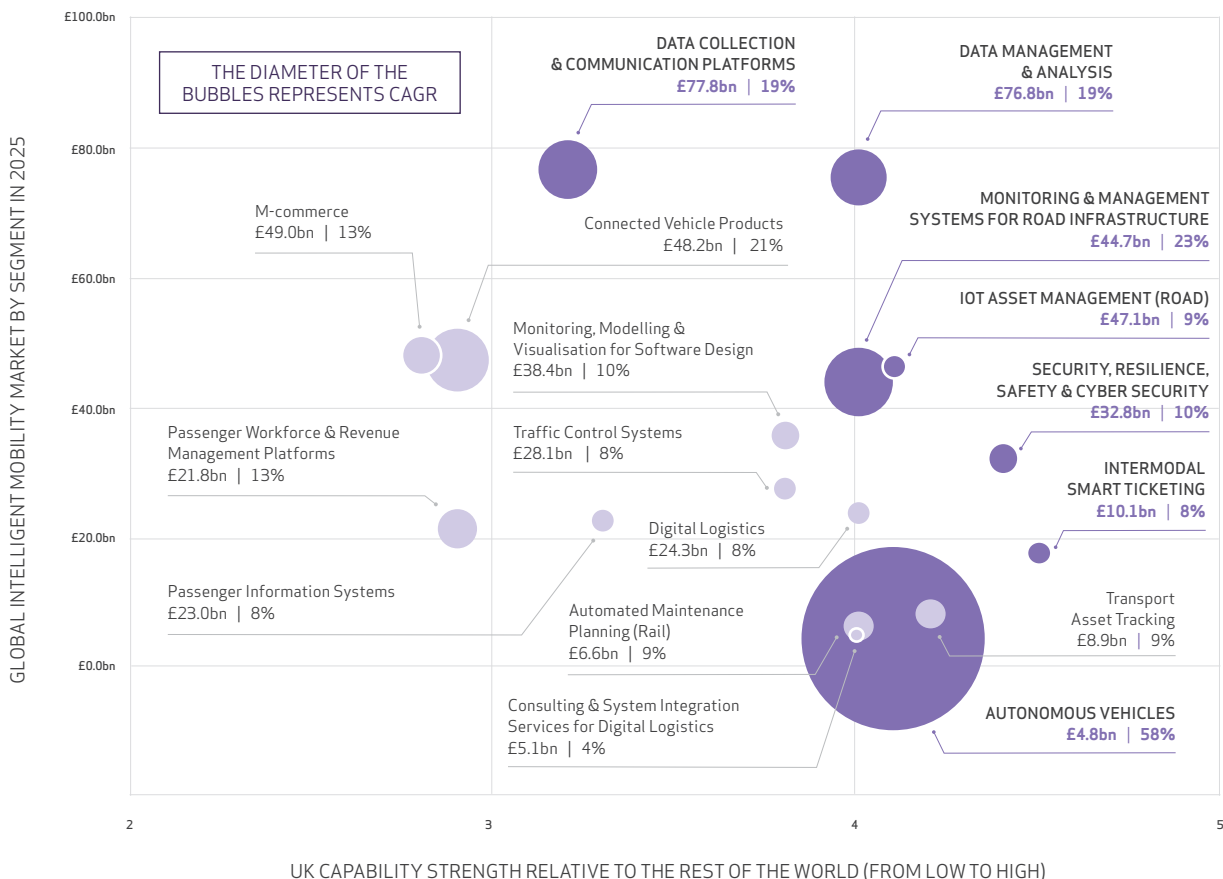 £100.0bn
£80.0bn
£60.0bn
£40.0bn
£20.0bn
£0.0bn
GLOBAL INTELLIGENT MOBILITY MARKET BY SEGMENT IN 2025
THE DIAMETER OF THE
BUBBLES REPRESENTS CAGR
DATA COLLECTION
& COMMUNICATION PLATFORMS
£77.8bn | 19%
DATA MANAGEMENT
& ANALYSIS
£76.8bn | 19%
M-commerce
£49.0bn | 13%
Connected Vehicle Products
£48.2bn | 21%
MONITORING & MANAGEMENT
SYSTEMS FOR ROAD INFRASTRUCTURE
£44.7bn | 23%
IOT ASSET MANAGEMENT (ROAD)
£47.1bn | 9%
Monitoring, Modelling &
Visualisation for Software Design
£38.4bn | 10%
SECURITY, RESILIENCE,
SAFETY & CYBER SECURITY
£32.8bn | 10%
Passenger Workforce & Revenue
Management Platforms
£21.8bn | 13%
Traffic Control Systems
£28.1bn | 8%
INTERMODAL
SMART TICKETING
£10.1bn | 8%
Digital Logistics
£24.3bn | 8%
Passenger Information Systems
£23.0bn | 8%
Automated Maintenance
Planning (Rail)
£6.6bn | 9%
Transport
Asset Tracking
£8.9bn | 9%
Consulting & System Integration
Services for Digital Logistics
£5.1bn | 4%
AUTONOMOUS VEHICLES
£4.8bn | 58%
2
3
4
5
UK CAPABILITY STRENGTH RELATIVE TO THE REST OF THE WORLD (FROM LOW TO HIGH)